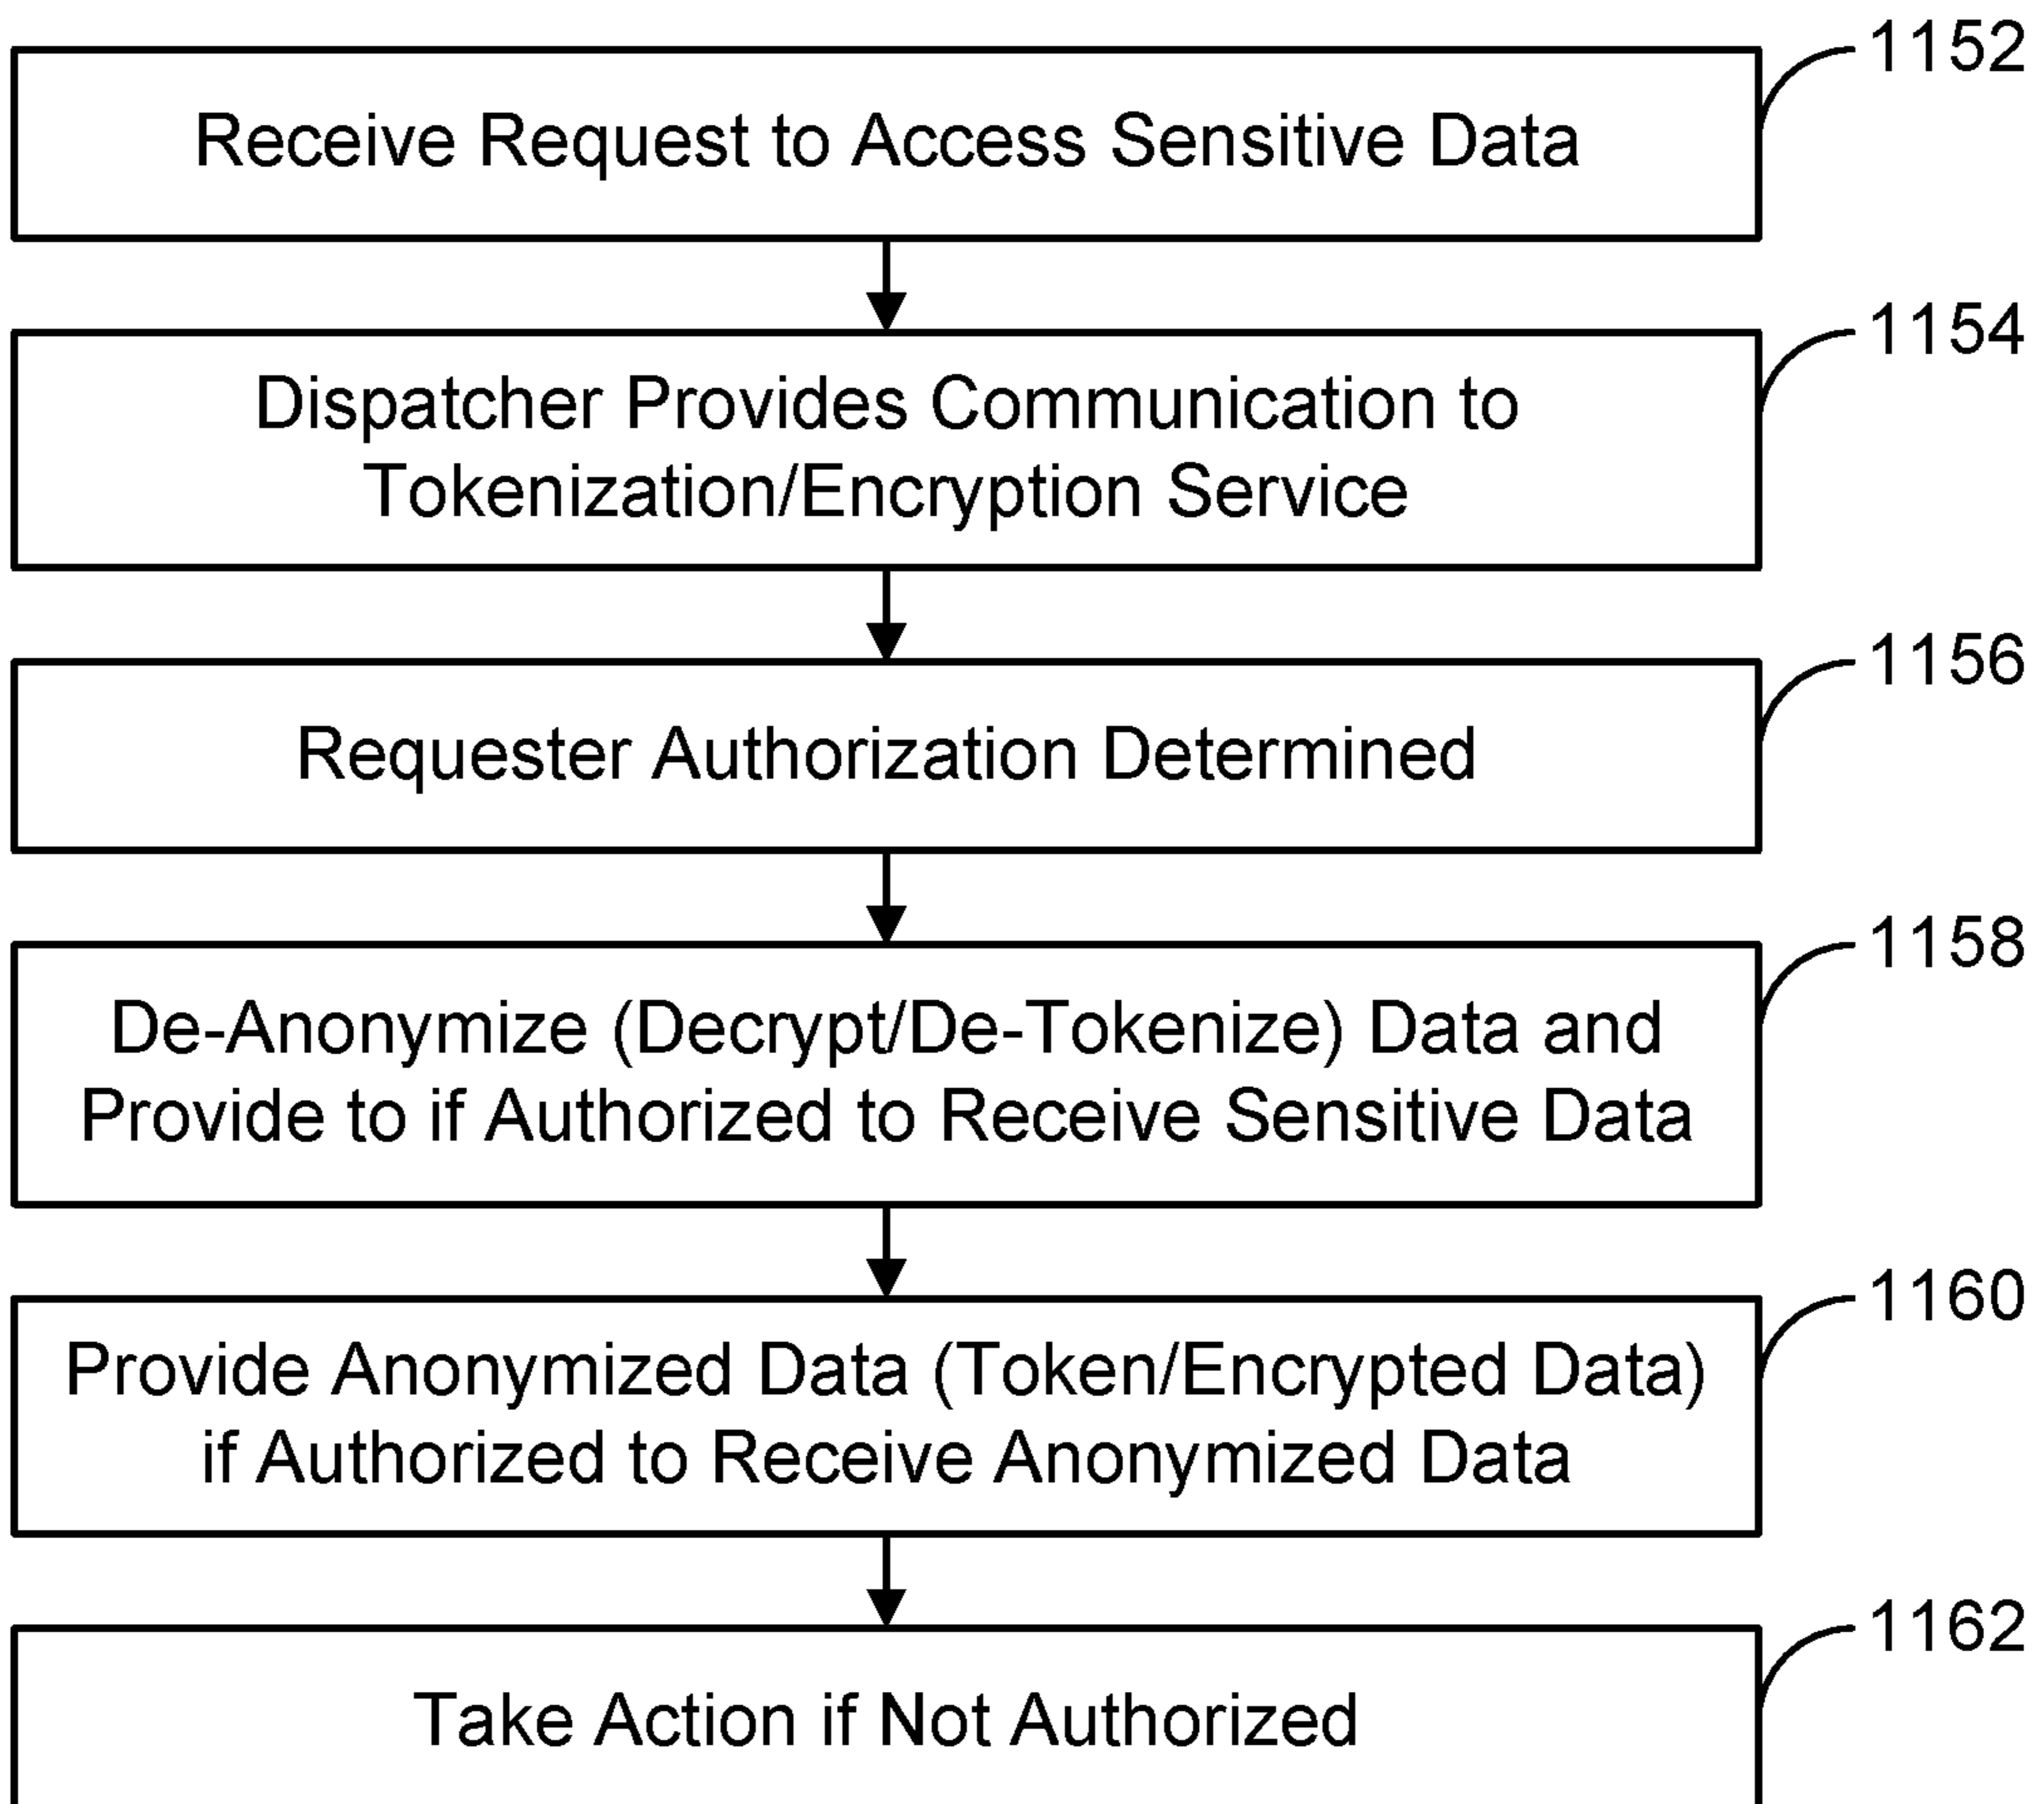 1152
Receive Request to Access Sensitive Data
1154
Dispatcher Provides Communication to
Tokenization/Encryption Service
1156
Requester Authorization Determined
1158
De-Anonymize (Decrypt/De-Tokenize) Data and
Provide to if Authorized to Receive Sensitive Data
1160
Provide Anonymized Data (Token/Encrypted Data)
if Authorized to Receive Anonymized Data
1162
Take Action if Not Authorized